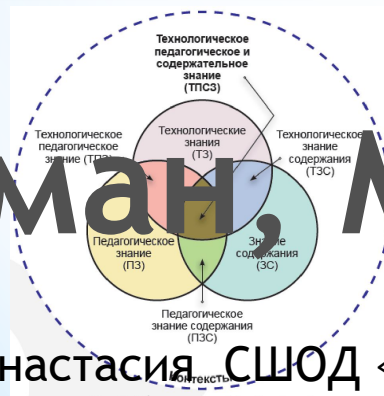 Технологическое
педагогическое и
содержательное
знание
(ТПСЗ)
Технологическое
педагогическое
знание
Технологические
знания
(ТЗ)
Технологическое
знание
содержания
(ТЗС)
ман, М
Педагогическое
знание
(ПЗ)
Знание
содержания
(ЗС)
Педагогическое
знание содержания
(ПЗС)
настасия СШОД «
Контексты